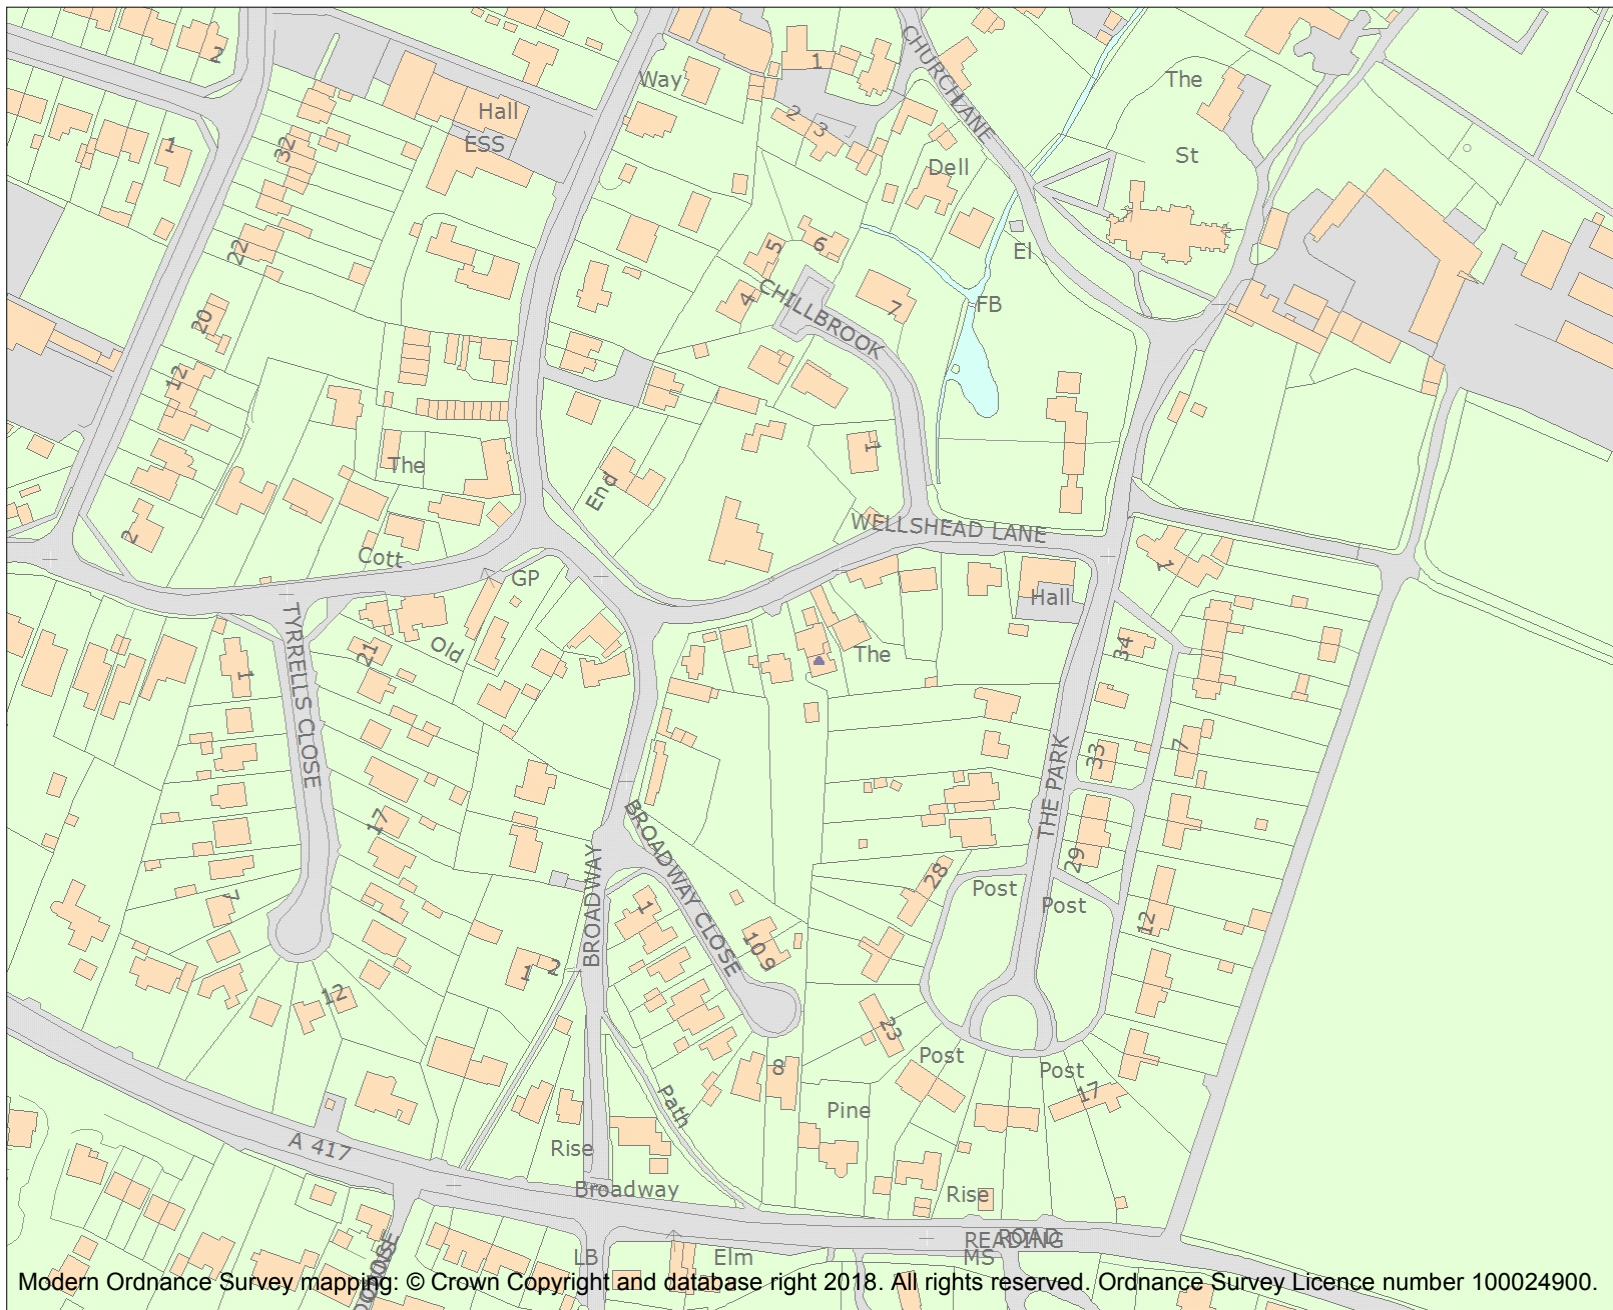 2
1
Hall
ESS
32
22
20
12
2
The
Cott
GP
Old
21
End
Way
1
2
3
CHURCH LANE
Dell
The
St
El
FB
5
6
4
7
CHILLBROOK
1
WELLSHEAD LANE
Hall
The
1
34
33
7
THE PARK
29
28
Post
Post
12
TYRRELLS CLOSE
1
17
7
12
BROADWAY
BROADWAY CLOSE
1
10 9
1
2
23
Post
Post
17
8
Pine
Path
A 417
Rise
Broadway
Rise
READING
ROAD
MS
LB
Elm
Modern Ordnance Survey mapping: © Crown Copyright and database right 2018. All rights reserved. Ordnance Survey Licence number 100024900.